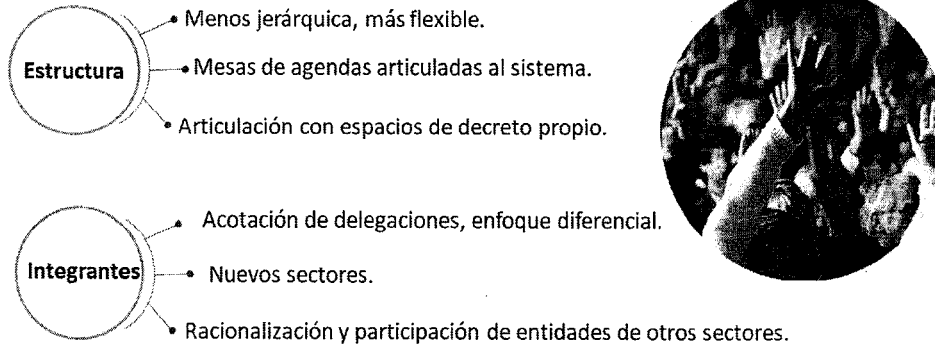 Estructura
Menos jerárquica, más flexible.
Mesas de agendas articuladas al sistema.
Articulación con espacios de decreto propio.
Integrantes
Acotación de delegaciones, enfoque diferencial.
Nuevos sectores.
Racionalización y participación de entidades de otros sectores.